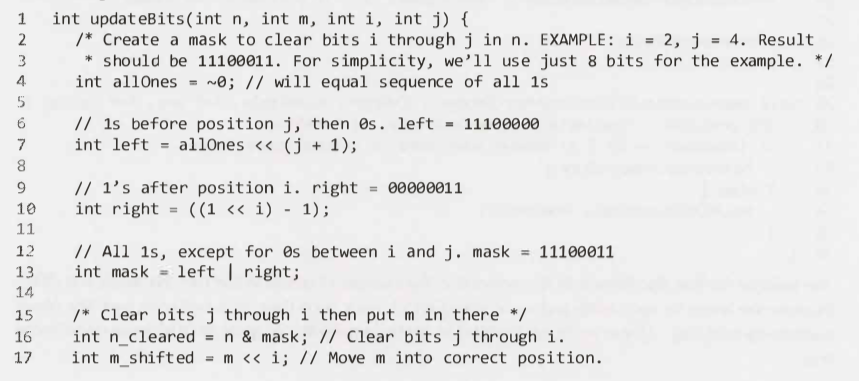 1 int updateBits(int n, int m, int i, int j) {
2 /* Create a mask to clear bits i through j in n. EXAMPLE: i = 2, j = 4. Result
3 * should be 11100011. For simplicity, we'll use just 8 bits for the example. */
4 int allOnes = ~0; // will equal sequence of all 1s
5
6 // 1s before position j, then 0s. left = 11100000
7 int left = allOnes << (j + 1);
8
9 // 1's after position i. right = 00000011
10 int right = ((1 << i) - 1);
11
12 // All 1s, except for 0s between i and j. mask = 11100011
13 int mask = left | right;
14
15 /* Clear bits j through i then put m in there */
16 int n_cleared = n & mask; // Clear bits j through i.
17 int m_shifted = m << i; // Move m into correct position.